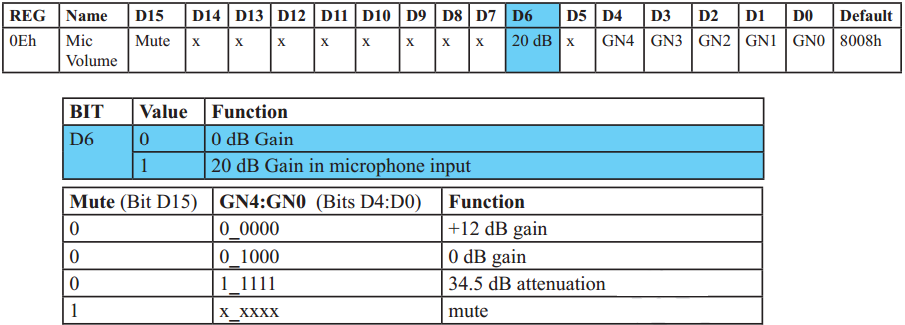 REG Name D15 D14 D13 D12 D11 D10 D9 D8 D7 D6 D5 D4 D3 D2 D1 D0 Default
0Eh Mic Volume Mute x x x x x x x x 20 dB x GN4 GN3 GN2 GN1 GN0 8008h
BIT Value Function
D6 0 0 dB Gain
1 20 dB Gain in microphone input
Mute (Bit D15) GN4:GN0 (Bits D4:D0) Function
0 0_0000 +12 dB gain
0 0_1000 0 dB gain
0 1_1111 34.5 dB attenuation
1 x_xxxx mute